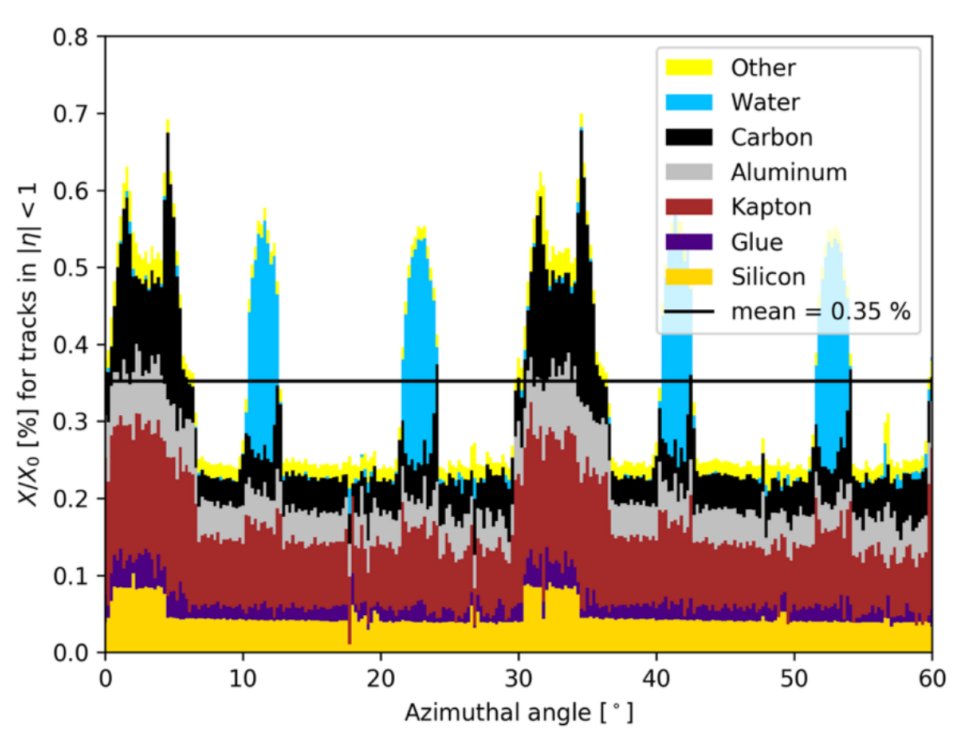 0.8
0.7
0.6
0.5
0.4
0.3
0.2
0.1
0.0
X/X₀ [%] for tracks in |η| < 1
Other
Water
Carbon
Aluminum
Kapton
Glue
Silicon
mean = 0.35 %
0 10 20 30 40 50 60
Azimuthal angle [°]